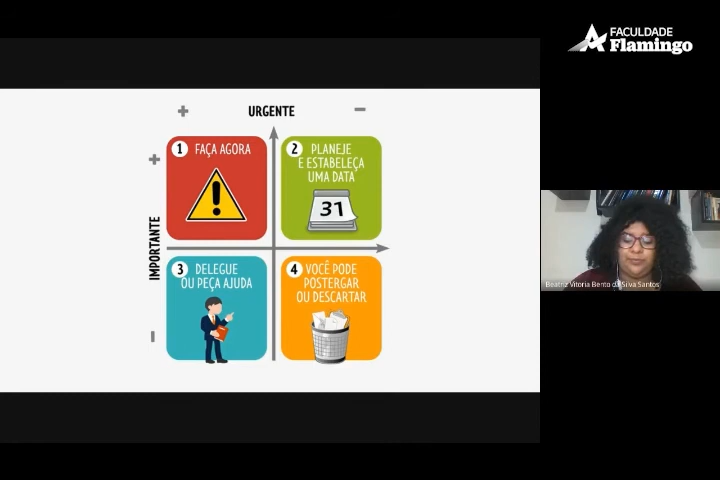 FACULDADE
Flamingo
+ URGENTE −
+
IMPORTANTE
−
1 FAÇA AGORA
2 PLANEJE
E ESTABELEÇA
UMA DATA
31
3 DELEGUE
OU PEÇA AJUDA
4 VOCÊ PODE
POSTERGAR
OU DESCARTAR
Beatriz Vitoria Bento da Silva Santos